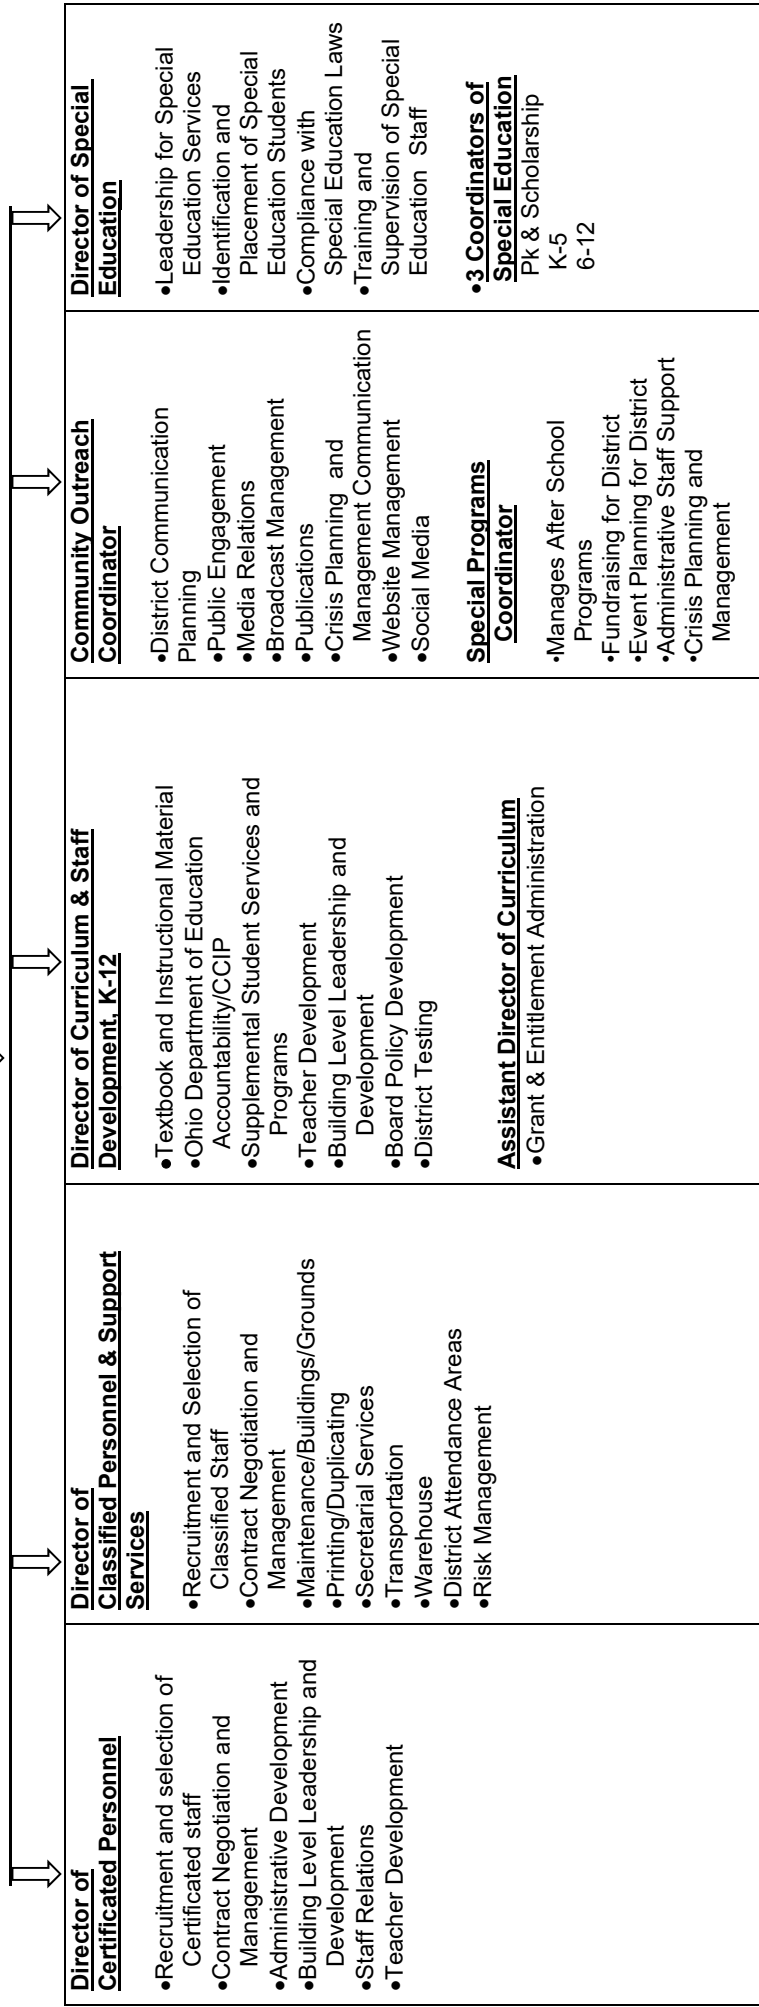 Director of
Certificated Personnel
•Recruitment and selection of
Certificated staff
•Contract Negotiation and
Management
•Administrative Development
•Building Level Leadership and
Development
•Staff Relations
•Teacher Development
Director of
Classified Personnel & Support
Services
•Recruitment and Selection of
Classified Staff
•Contract Negotiation and
Management
•Maintenance/Buildings/Grounds
•Printing/Duplicating
•Secretarial Services
•Transportation
•Warehouse
•District Attendance Areas
•Risk Management
Director of Curriculum & Staff
Development, K-12
•Textbook and Instructional Material
•Ohio Department of Education
Accountability/CCIP
•Supplemental Student Services and
Programs
•Teacher Development
•Building Level Leadership and
Development
•Board Policy Development
•District Testing
Assistant Director of Curriculum
•Grant & Entitlement Administration
Community Outreach
Coordinator
•District Communication
Planning
•Public Engagement
•Media Relations
•Broadcast Management
•Publications
•Crisis Planning and
Management Communication
•Website Management
•Social Media
Special Programs
Coordinator
•Manages After School
Programs
•Fundraising for District
•Event Planning for District
•Administrative Staff Support
•Crisis Planning and
Management
Director of Special
Education
•Leadership for Special
Education Services
•Identification and
Placement of Special
Education Students
•Compliance with
Special Education Laws
•Training and
Supervision of Special
Education Staff
•3 Coordinators of
Special Education
Pk & Scholarship
K-5
6-12